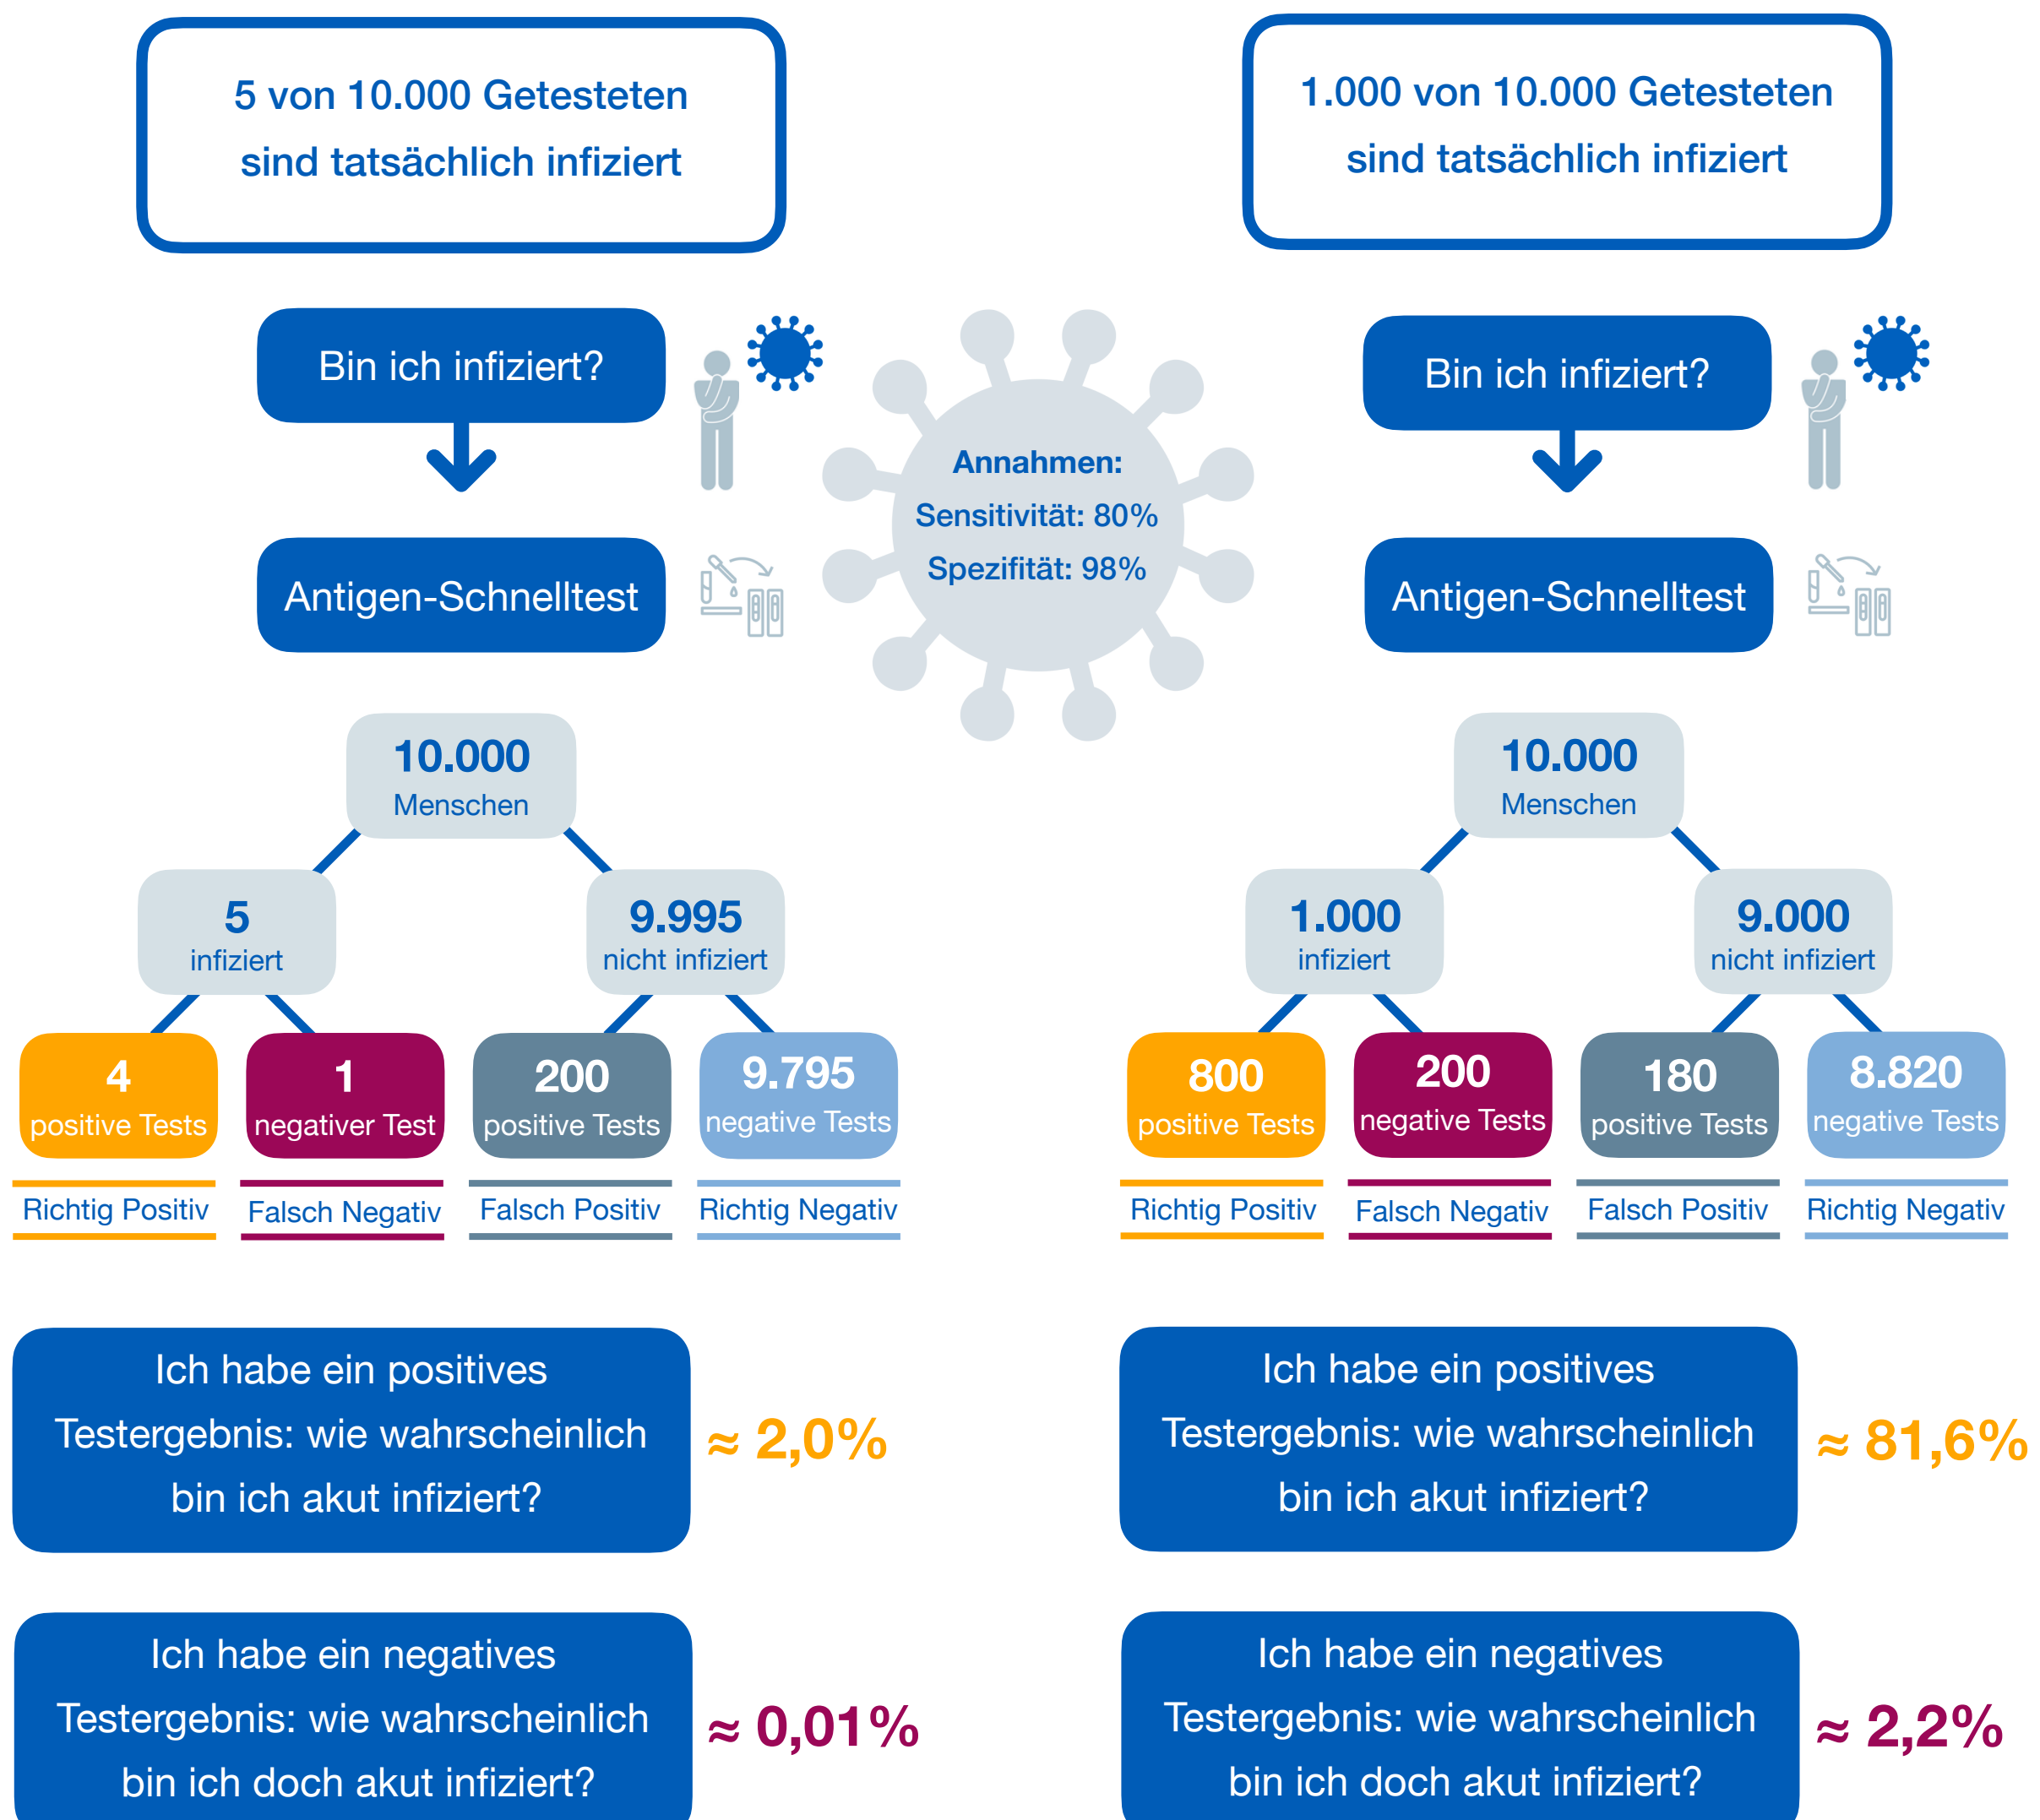 5 von 10.000 Getesteten
sind tatsächlich infiziert
Bin ich infiziert?
Antigen-Schnelltest
10.000
Menschen
5
infiziert
9.995
nicht infiziert
4
positive Tests
1
negativer Test
200
positive Tests
9.795
negative Tests
Richtig Positiv
Falsch Negativ
Falsch Positiv
Richtig Negativ
Ich habe ein positives
Testergebnis: wie wahrscheinlich
bin ich akut infiziert?
≈ 2,0%
Ich habe ein negatives
Testergebnis: wie wahrscheinlich
bin ich doch akut infiziert?
≈ 0,01%
Annahmen:
Sensitivität: 80%
Spezifität: 98%
1.000 von 10.000 Getesteten
sind tatsächlich infiziert
Bin ich infiziert?
Antigen-Schnelltest
10.000
Menschen
1.000
infiziert
9.000
nicht infiziert
800
positive Tests
200
negative Tests
180
positive Tests
8.820
negative Tests
Richtig Positiv
Falsch Negativ
Falsch Positiv
Richtig Negativ
Ich habe ein positives
Testergebnis: wie wahrscheinlich
bin ich akut infiziert?
≈ 81,6%
Ich habe ein negatives
Testergebnis: wie wahrscheinlich
bin ich doch akut infiziert?
≈ 2,2%